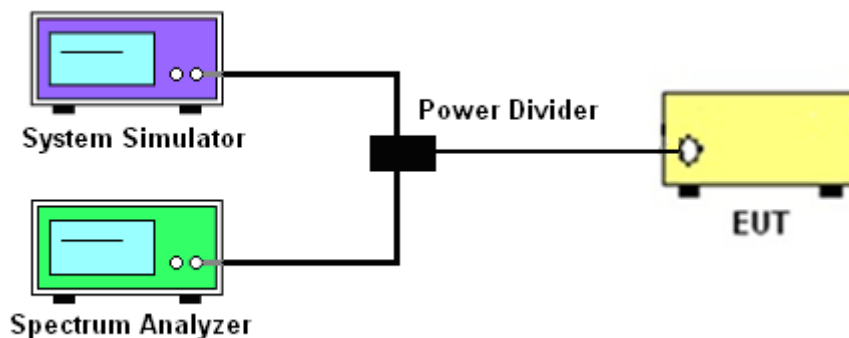 System Simulator
Power Divider
EUT
Spectrum Analyzer